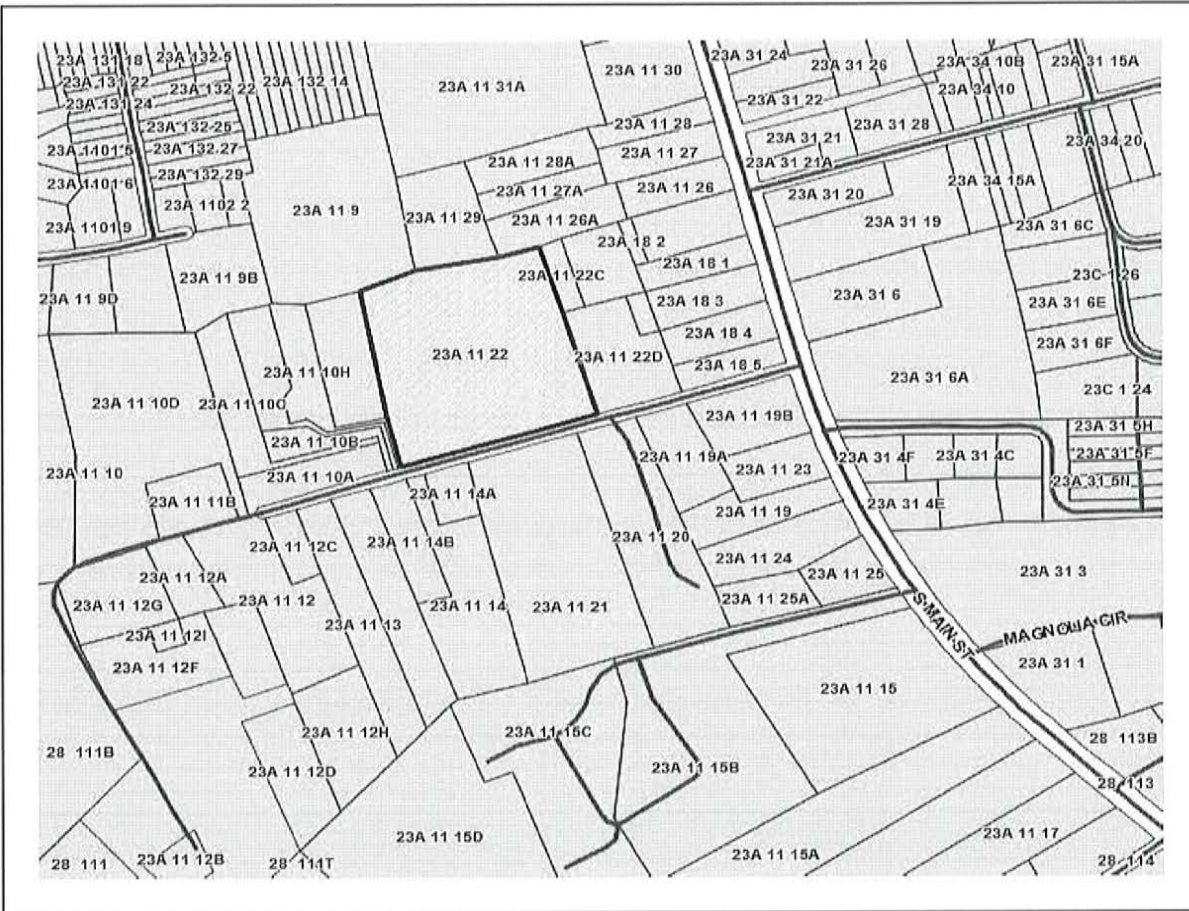 23A 131 18
23A 132 5
23A 131 22
23A 132 22
23A 132 14
23A 131 24
23A 132 25
23A 1101 5
23A 132 27
23A 132 29
23A 1101 6
23A 1102 2
23A 1101 9
23A 11 9
23A 11 31A
23A 11 30
23A 31 24
23A 31 26
23A 34 10B
23A 31 15A
23A 34 10
23A 31 22
23A 11 28
23A 31 21
23A 31 28
23A 34 20
23A 11 28A
23A 11 27
23A 31 21A
23A 11 27A
23A 11 26
23A 31 20
23A 34 15A
23A 11 29
23A 11 26A
23A 31 19
23A 31 6C
23A 18 2
23A 18 1
23A 11 9B
23A 11 22C
23C 1 26
23A 11 9D
23A 31 6
23A 31 6E
23A 18 3
23A 18 4
23A 31 6F
23A 11 22
23A 11 22D
23A 18 5
23A 11 10H
23A 31 6A
23C 1 24
23A 11 10D
23A 11 10C
23A 11 19B
23A 31 5H
23A 11 10B
23A 11 19A
23A 31 4F
23A 31 4C
23A 31 5F
23A 11 10
23A 11 10A
23A 11 23
23A 31 5N
23A 11 11B
23A 11 14A
23A 11 19
23A 31 4E
23A 11 12C
23A 11 14B
23A 11 20
23A 11 24
23A 11 12A
23A 11 25
23A 31 3
23A 11 12G
23A 11 12
23A 11 14
23A 11 21
23A 11 25A
23A 11 13
S MAIN ST
MAGNOLIA CIR
23A 11 12I
23A 11 12F
23A 31 1
23A 11 15
23A 11 12H
23A 11 15C
28 111B
28 113B
23A 11 12D
23A 11 15B
28 113
23A 11 15D
23A 11 17
28 111
23A 11 12B
28 111T
23A 11 15A
28 114